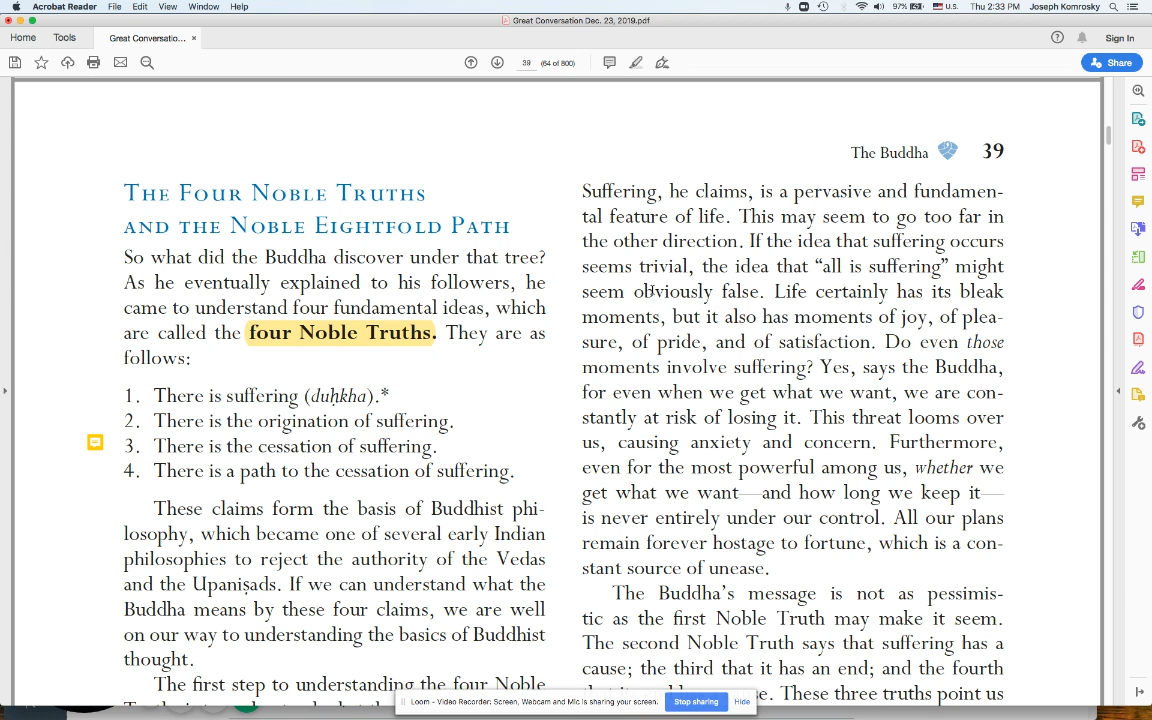 Acrobat Reader File Edit View Window Help 97% U.S. Thu 2:33 PM Joseph Komrosky
Great Conversation Dec. 23, 2019.pdf
Home Tools Great Conversatio... × Sign In
39 (64 of 800) Share
The Buddha 39
The Four Noble Truths
and the Noble Eightfold Path
So what did the Buddha discover under that tree?
As he eventually explained to his followers, he
came to understand four fundamental ideas, which
are called the four Noble Truths. They are as
follows:
1. There is suffering (duḥkha).*
2. There is the origination of suffering.
3. There is the cessation of suffering.
4. There is a path to the cessation of suffering.
These claims form the basis of Buddhist phi-
losophy, which became one of several early Indian
philosophies to reject the authority of the Vedas
and the Upaniṣads. If we can understand what the
Buddha means by these four claims, we are well
on our way to understanding the basics of Buddhist
thought.
The first step to understanding the four Noble
Suffering, he claims, is a pervasive and fundamen-
tal feature of life. This may seem to go too far in
the other direction. If the idea that suffering occurs
seems trivial, the idea that “all is suffering” might
seem obviously false. Life certainly has its bleak
moments, but it also has moments of joy, of plea-
sure, of pride, and of satisfaction. Do even those
moments involve suffering? Yes, says the Buddha,
for even when we get what we want, we are con-
stantly at risk of losing it. This threat looms over
us, causing anxiety and concern. Furthermore,
even for the most powerful among us, whether we
get what we want—and how long we keep it—
is never entirely under our control. All our plans
remain forever hostage to fortune, which is a con-
stant source of unease.
The Buddha’s message is not as pessimis-
tic as the first Noble Truth may make it seem.
The second Noble Truth says that suffering has a
cause; the third that it has an end; and the fourth
These three truths point us
Loom - Video Recorder: Screen, Webcam and Mic is sharing your screen. Stop sharing Hide